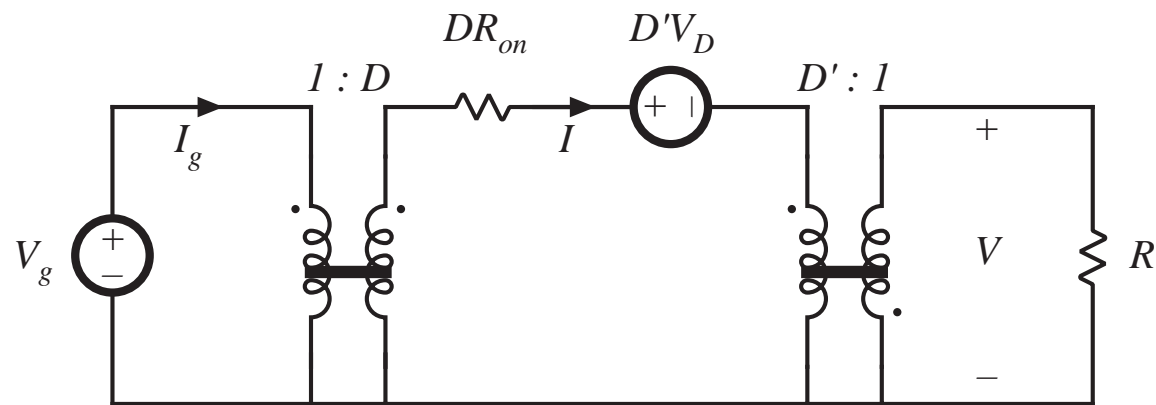 DR_on
D'V_D
1 : D
D' : 1
I_g
I
+ −
+
−
V_g
+
−
V
R
+
−